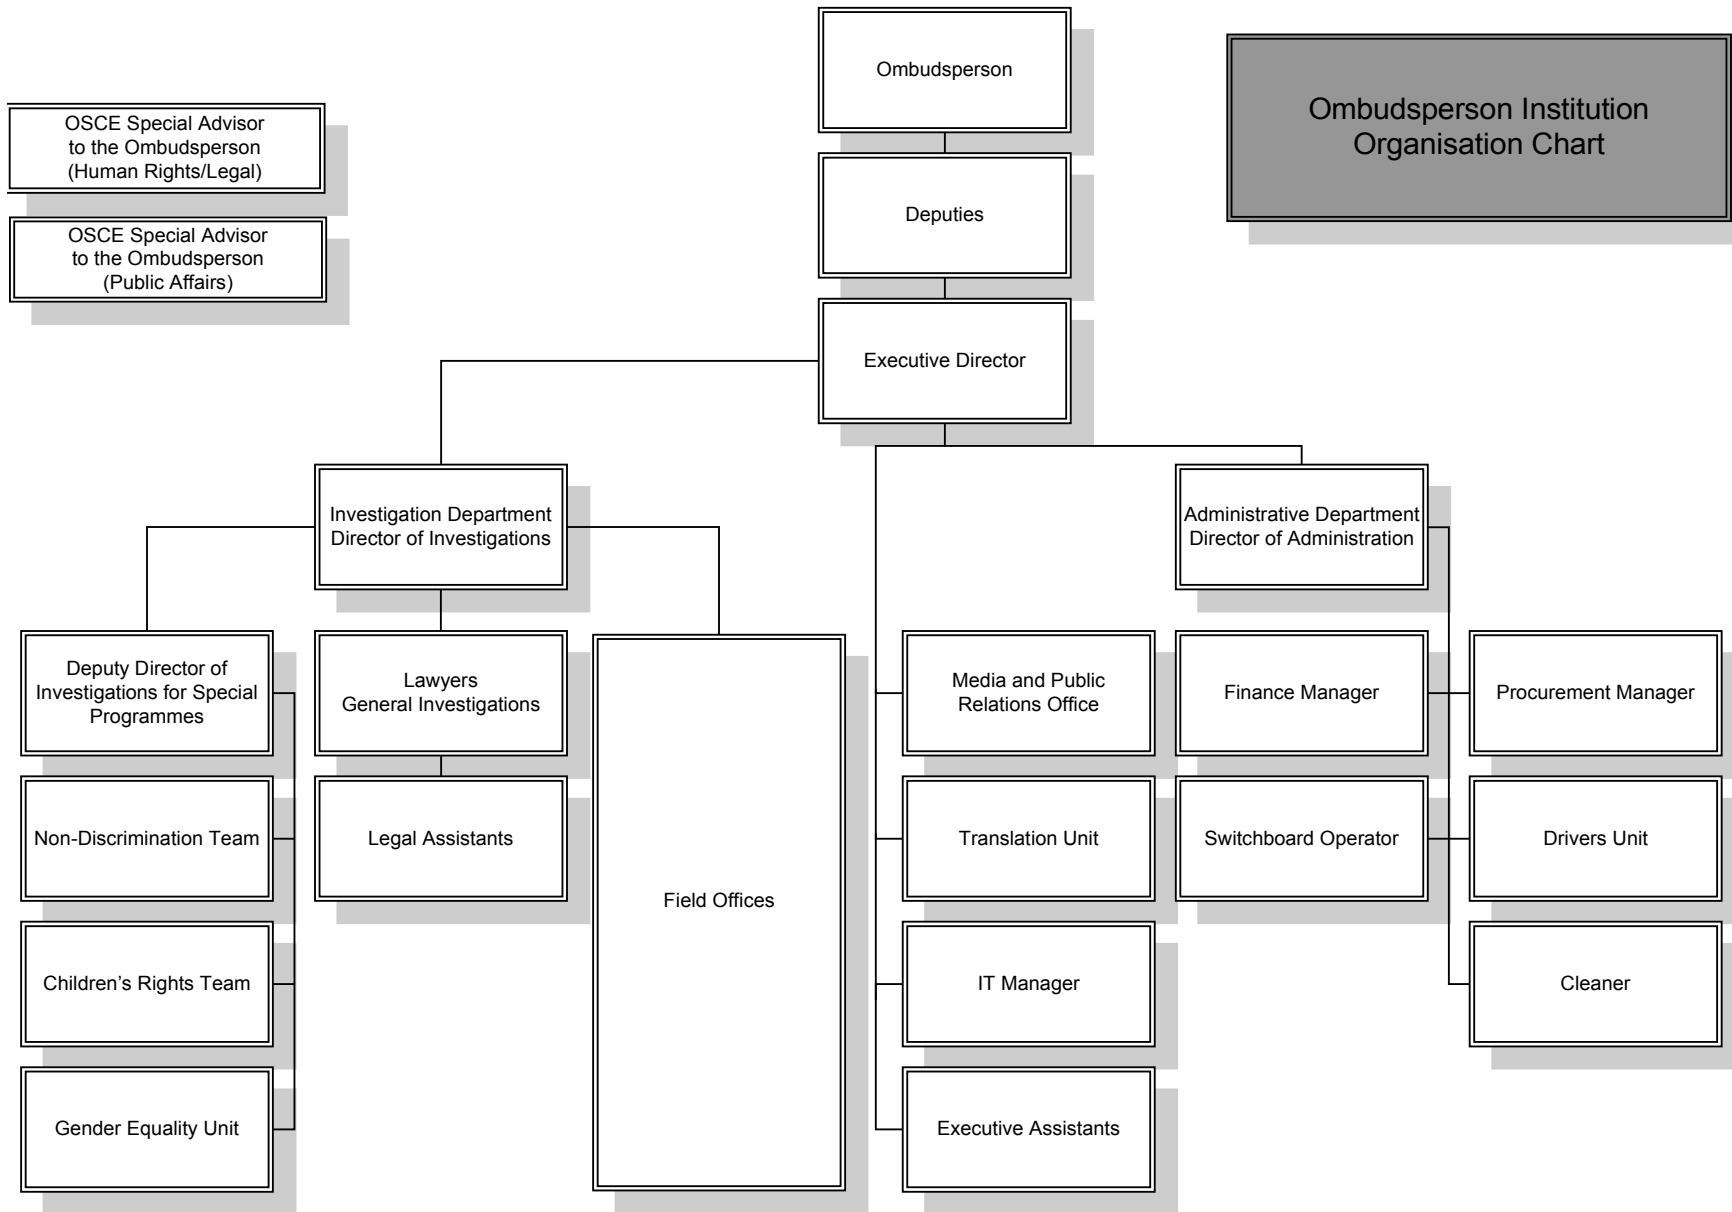 Ombudsperson
Ombudsperson Institution
Organisation Chart
OSCE Special Advisor
to the Ombudsperson
(Human Rights/Legal)
Deputies
OSCE Special Advisor
to the Ombudsperson
(Public Affairs)
Executive Director
Investigation Department
Director of Investigations
Administrative Department
Director of Administration
Deputy Director of
Investigations for Special
Programmes
Lawyers
General Investigations
Media and Public
Relations Office
Finance Manager
Procurement Manager
Non-Discrimination Team
Legal Assistants
Field Offices
Translation Unit
Switchboard Operator
Drivers Unit
Children’s Rights Team
IT Manager
Cleaner
Gender Equality Unit
Executive Assistants